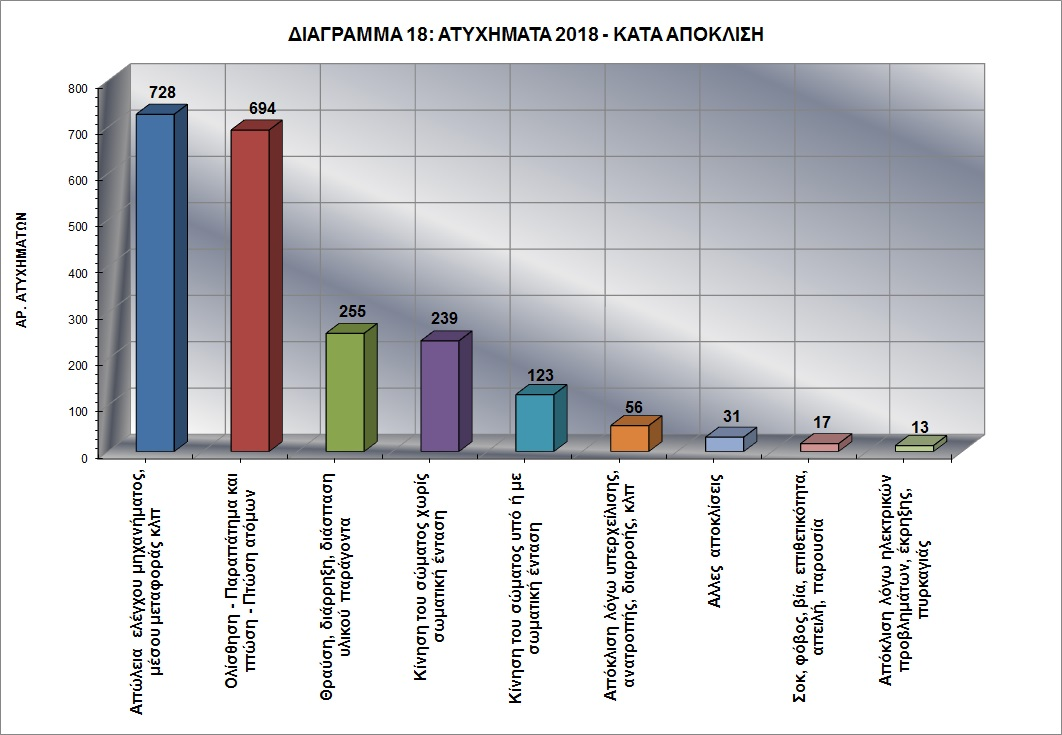 ΔΙΑΓΡΑΜΜΑ 18: ΑΤΥΧΗΜΑΤΑ 2018 - ΚΑΤΑ ΑΠΟΚΛΙΣΗ
ΑΡ. ΑΤΥΧΗΜΑΤΩΝ
800
700
600
500
400
300
200
100
0
728
694
255
239
123
56
31
17
13
Απώλεια ελέγχου μηχανήματος,
μέσου μεταφοράς κλπ
Ολίσθηση - Παραπάτημα και
πτώση - Πτώση ατόμων
Θραύση, διάρρηξη, διάσπαση
υλικού παράγοντα
Κίνηση του σώματος χωρίς
σωματική ένταση
Κίνηση του σώματος υπό ή με
σωματική ένταση
Απόκλιση λόγω υπερχείλισης,
ανατροπής, διαρροής, κλπ
Αλλες αποκλίσεις
Σοκ, φόβος, βία, επιθετικότητα,
απειλή, παρουσία
Απόκλιση λόγω ηλεκτρικών
προβλημάτων, έκρηξης,
πυρκαγιάς